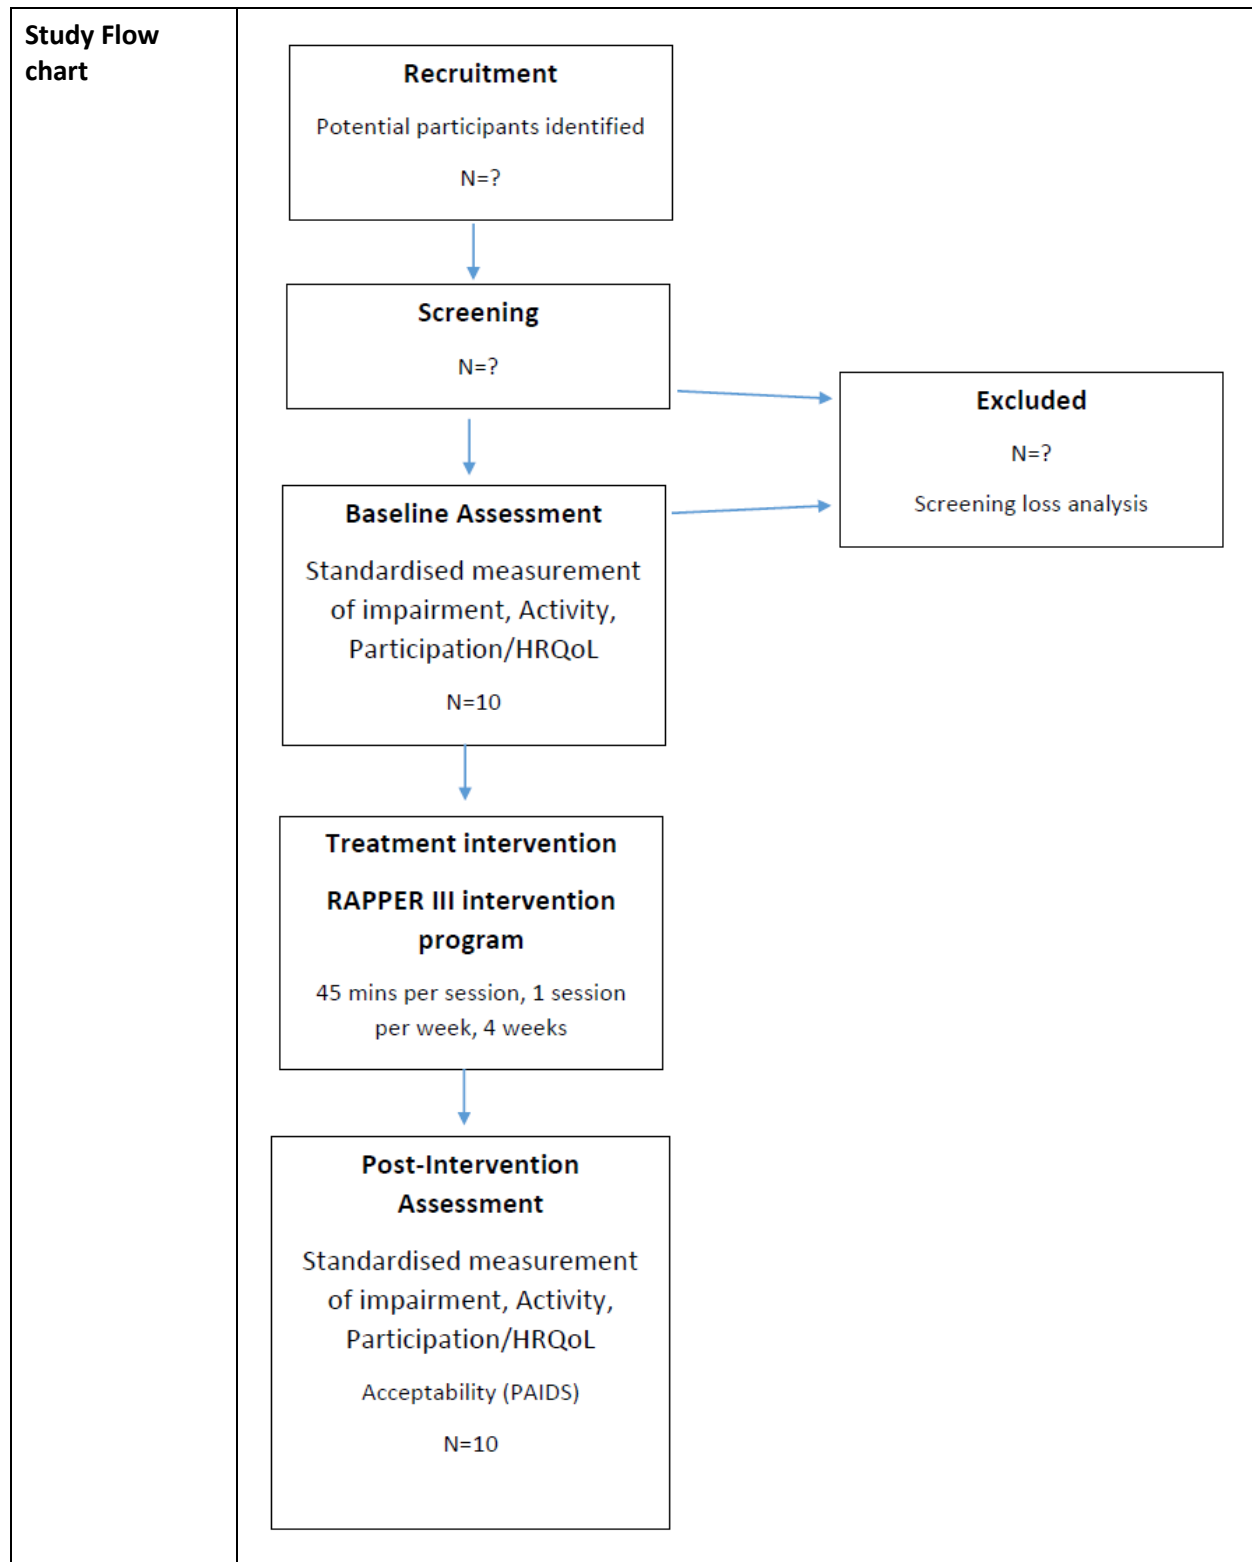 Study Flow
chart
Recruitment
Potential participants identified
N=?
Screening
N=?
Excluded
N=?
Screening loss analysis
Baseline Assessment
Standardised measurement
of impairment, Activity,
Participation/HRQoL
N=10
Treatment intervention
RAPPER III intervention
program
45 mins per session, 1 session
per week, 4 weeks
Post-Intervention
Assessment
Standardised measurement
of impairment, Activity,
Participation/HRQoL
Acceptability (PAIDS)
N=10